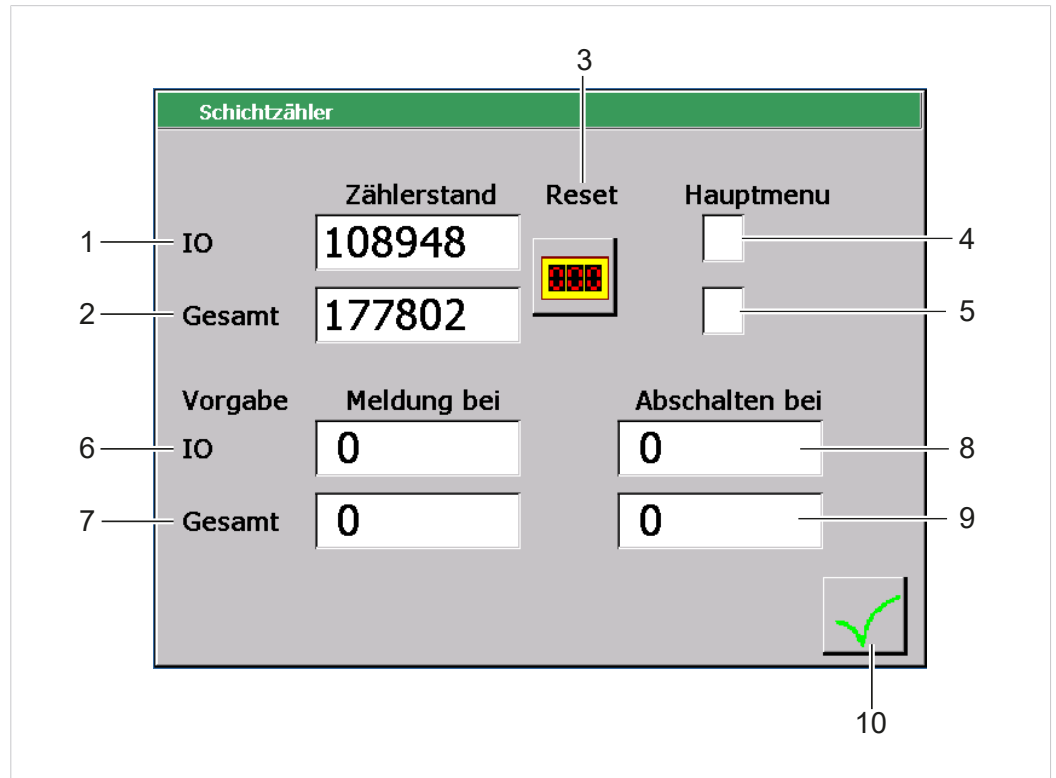 3
Schichtzähler
Zählerstand Reset Hauptmenu
1 IO 108948 000 4
2 Gesamt 177802 5
Vorgabe Meldung bei Abschalten bei
6 IO 0 0 8
7 Gesamt 0 0 9
10